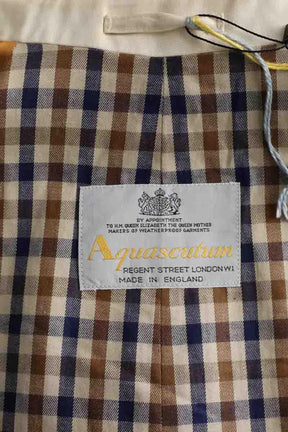 BY APPOINTMENT
TO H.M. QUEEN ELIZABETH THE QUEEN MOTHER
MAKERS OF WEATHERPROOF GARMENTS
Aquascutum
REGENT STREET LONDON W1
MADE IN ENGLAND